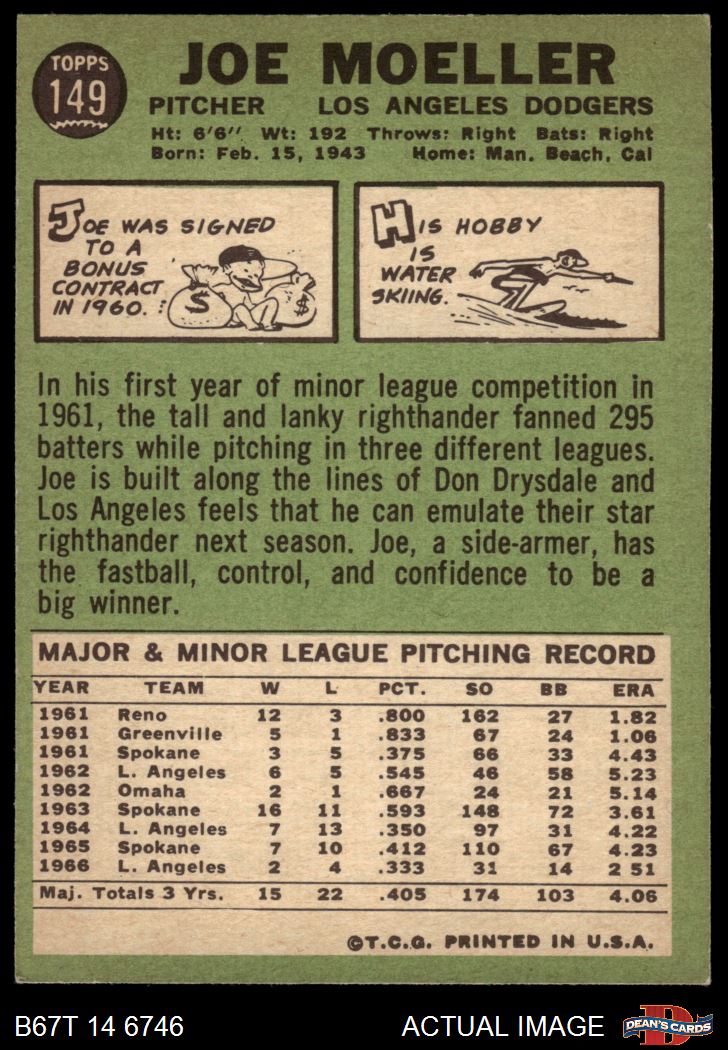 TOPPS
149
JOE MOELLER
PITCHER LOS ANGELES DODGERS
Ht: 6'6" Wt: 192 Throws: Right Bats: Right
Born: Feb. 15, 1943 Home: Man. Beach, Cal
JOE WAS SIGNED
TO A
BONUS
CONTRACT
IN 1960.
$
$
HIS HOBBY
IS
WATER
SKIING.
In his first year of minor league competition in
1961, the tall and lanky righthander fanned 295
batters while pitching in three different leagues.
Joe is built along the lines of Don Drysdale and
Los Angeles feels that he can emulate their star
righthander next season. Joe, a side-armer, has
the fastball, control, and confidence to be a
big winner.
MAJOR & MINOR LEAGUE PITCHING RECORD
YEAR TEAM W L PCT. SO BB ERA
1961 Reno 12 3 .800 162 27 1.82
1961 Greenville 5 1 .833 67 24 1.06
1961 Spokane 3 5 .375 66 33 4.43
1962 L. Angeles 6 5 .545 46 58 5.23
1962 Omaha 2 1 .667 24 21 5.14
1963 Spokane 16 11 .593 148 72 3.61
1964 L. Angeles 7 13 .350 97 31 4.22
1965 Spokane 7 10 .412 110 67 4.23
1966 L. Angeles 2 4 .333 31 14 2 51
Maj. Totals 3 Yrs. 15 22 .405 174 103 4.06
©T.C.G. PRINTED IN U.S.A.
B67T 14 6746 ACTUAL IMAGE
D
DEAN'S CARDS